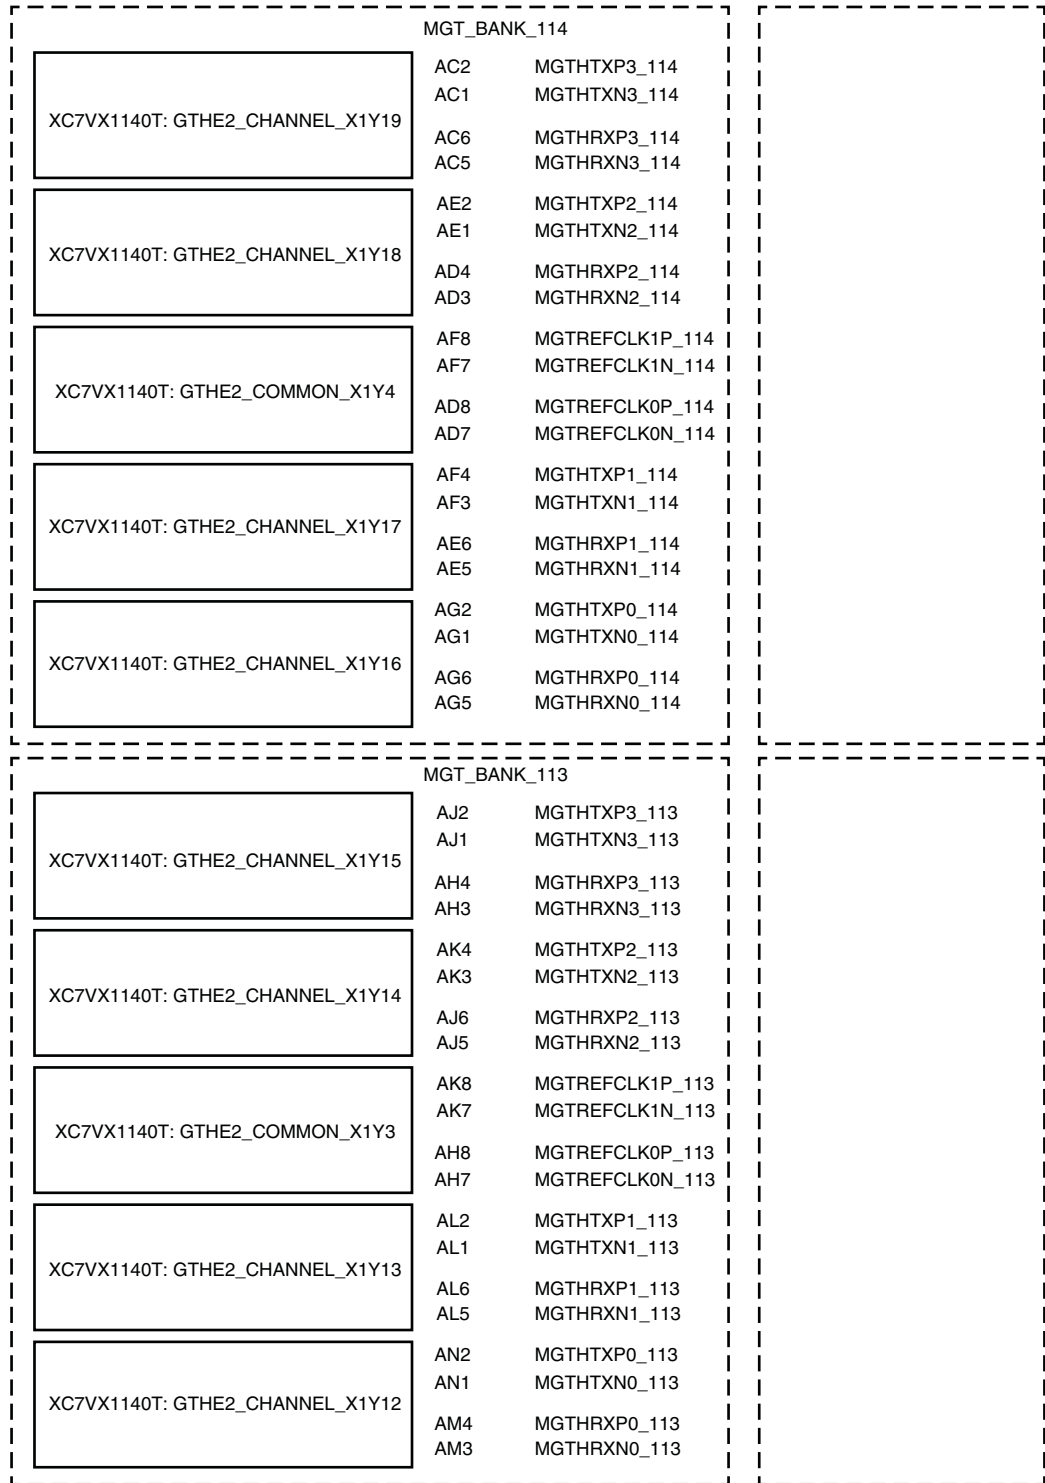 MGT_BANK_114
AC2 MGTHTXP3_114
AC1 MGTHTXN3_114
XC7VX1140T: GTHE2_CHANNEL_X1Y19
AC6 MGTHRXP3_114
AC5 MGTHRXN3_114
AE2 MGTHTXP2_114
AE1 MGTHTXN2_114
XC7VX1140T: GTHE2_CHANNEL_X1Y18
AD4 MGTHRXP2_114
AD3 MGTHRXN2_114
AF8 MGTREFCLK1P_114
AF7 MGTREFCLK1N_114
XC7VX1140T: GTHE2_COMMON_X1Y4
AD8 MGTREFCLK0P_114
AD7 MGTREFCLK0N_114
AF4 MGTHTXP1_114
AF3 MGTHTXN1_114
XC7VX1140T: GTHE2_CHANNEL_X1Y17
AE6 MGTHRXP1_114
AE5 MGTHRXN1_114
AG2 MGTHTXP0_114
AG1 MGTHTXN0_114
XC7VX1140T: GTHE2_CHANNEL_X1Y16
AG6 MGTHRXP0_114
AG5 MGTHRXN0_114
MGT_BANK_113
AJ2 MGTHTXP3_113
AJ1 MGTHTXN3_113
XC7VX1140T: GTHE2_CHANNEL_X1Y15
AH4 MGTHRXP3_113
AH3 MGTHRXN3_113
AK4 MGTHTXP2_113
AK3 MGTHTXN2_113
XC7VX1140T: GTHE2_CHANNEL_X1Y14
AJ6 MGTHRXP2_113
AJ5 MGTHRXN2_113
AK8 MGTREFCLK1P_113
AK7 MGTREFCLK1N_113
XC7VX1140T: GTHE2_COMMON_X1Y3
AH8 MGTREFCLK0P_113
AH7 MGTREFCLK0N_113
AL2 MGTHTXP1_113
AL1 MGTHTXN1_113
XC7VX1140T: GTHE2_CHANNEL_X1Y13
AL6 MGTHRXP1_113
AL5 MGTHRXN1_113
AN2 MGTHTXP0_113
AN1 MGTHTXN0_113
XC7VX1140T: GTHE2_CHANNEL_X1Y12
AM4 MGTHRXP0_113
AM3 MGTHRXN0_113